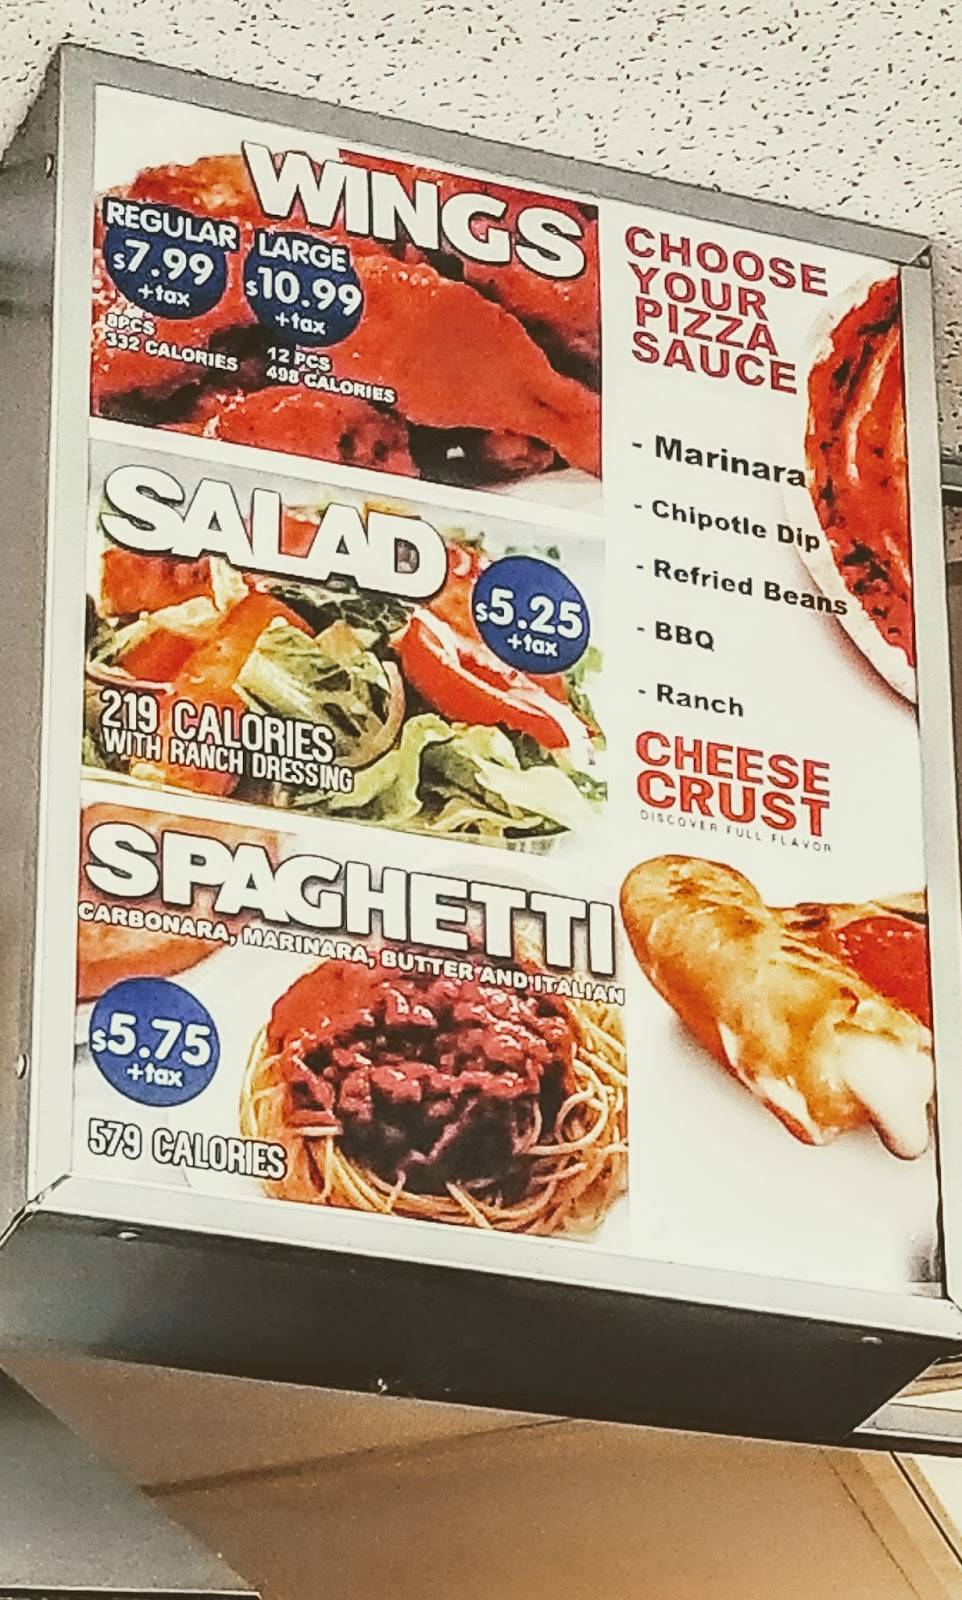 WINGS
REGULAR
$7.99
+tax
8PCS
332 CALORIES
LARGE
$10.99
+tax
12 PCS
498 CALORIES
SALAD
$5.25
+tax
219 CALORIES
WITH RANCH DRESSING
SPAGHETTI
CARBONARA, MARINARA, BUTTER AND ITALIAN
$5.75
+tax
579 CALORIES
CHOOSE
YOUR
PIZZA
SAUCE
- Marinara
- Chipotle Dip
- Refried Beans
- BBQ
- Ranch
CHEESE
CRUST
DISCOVER FULL FLAVOR